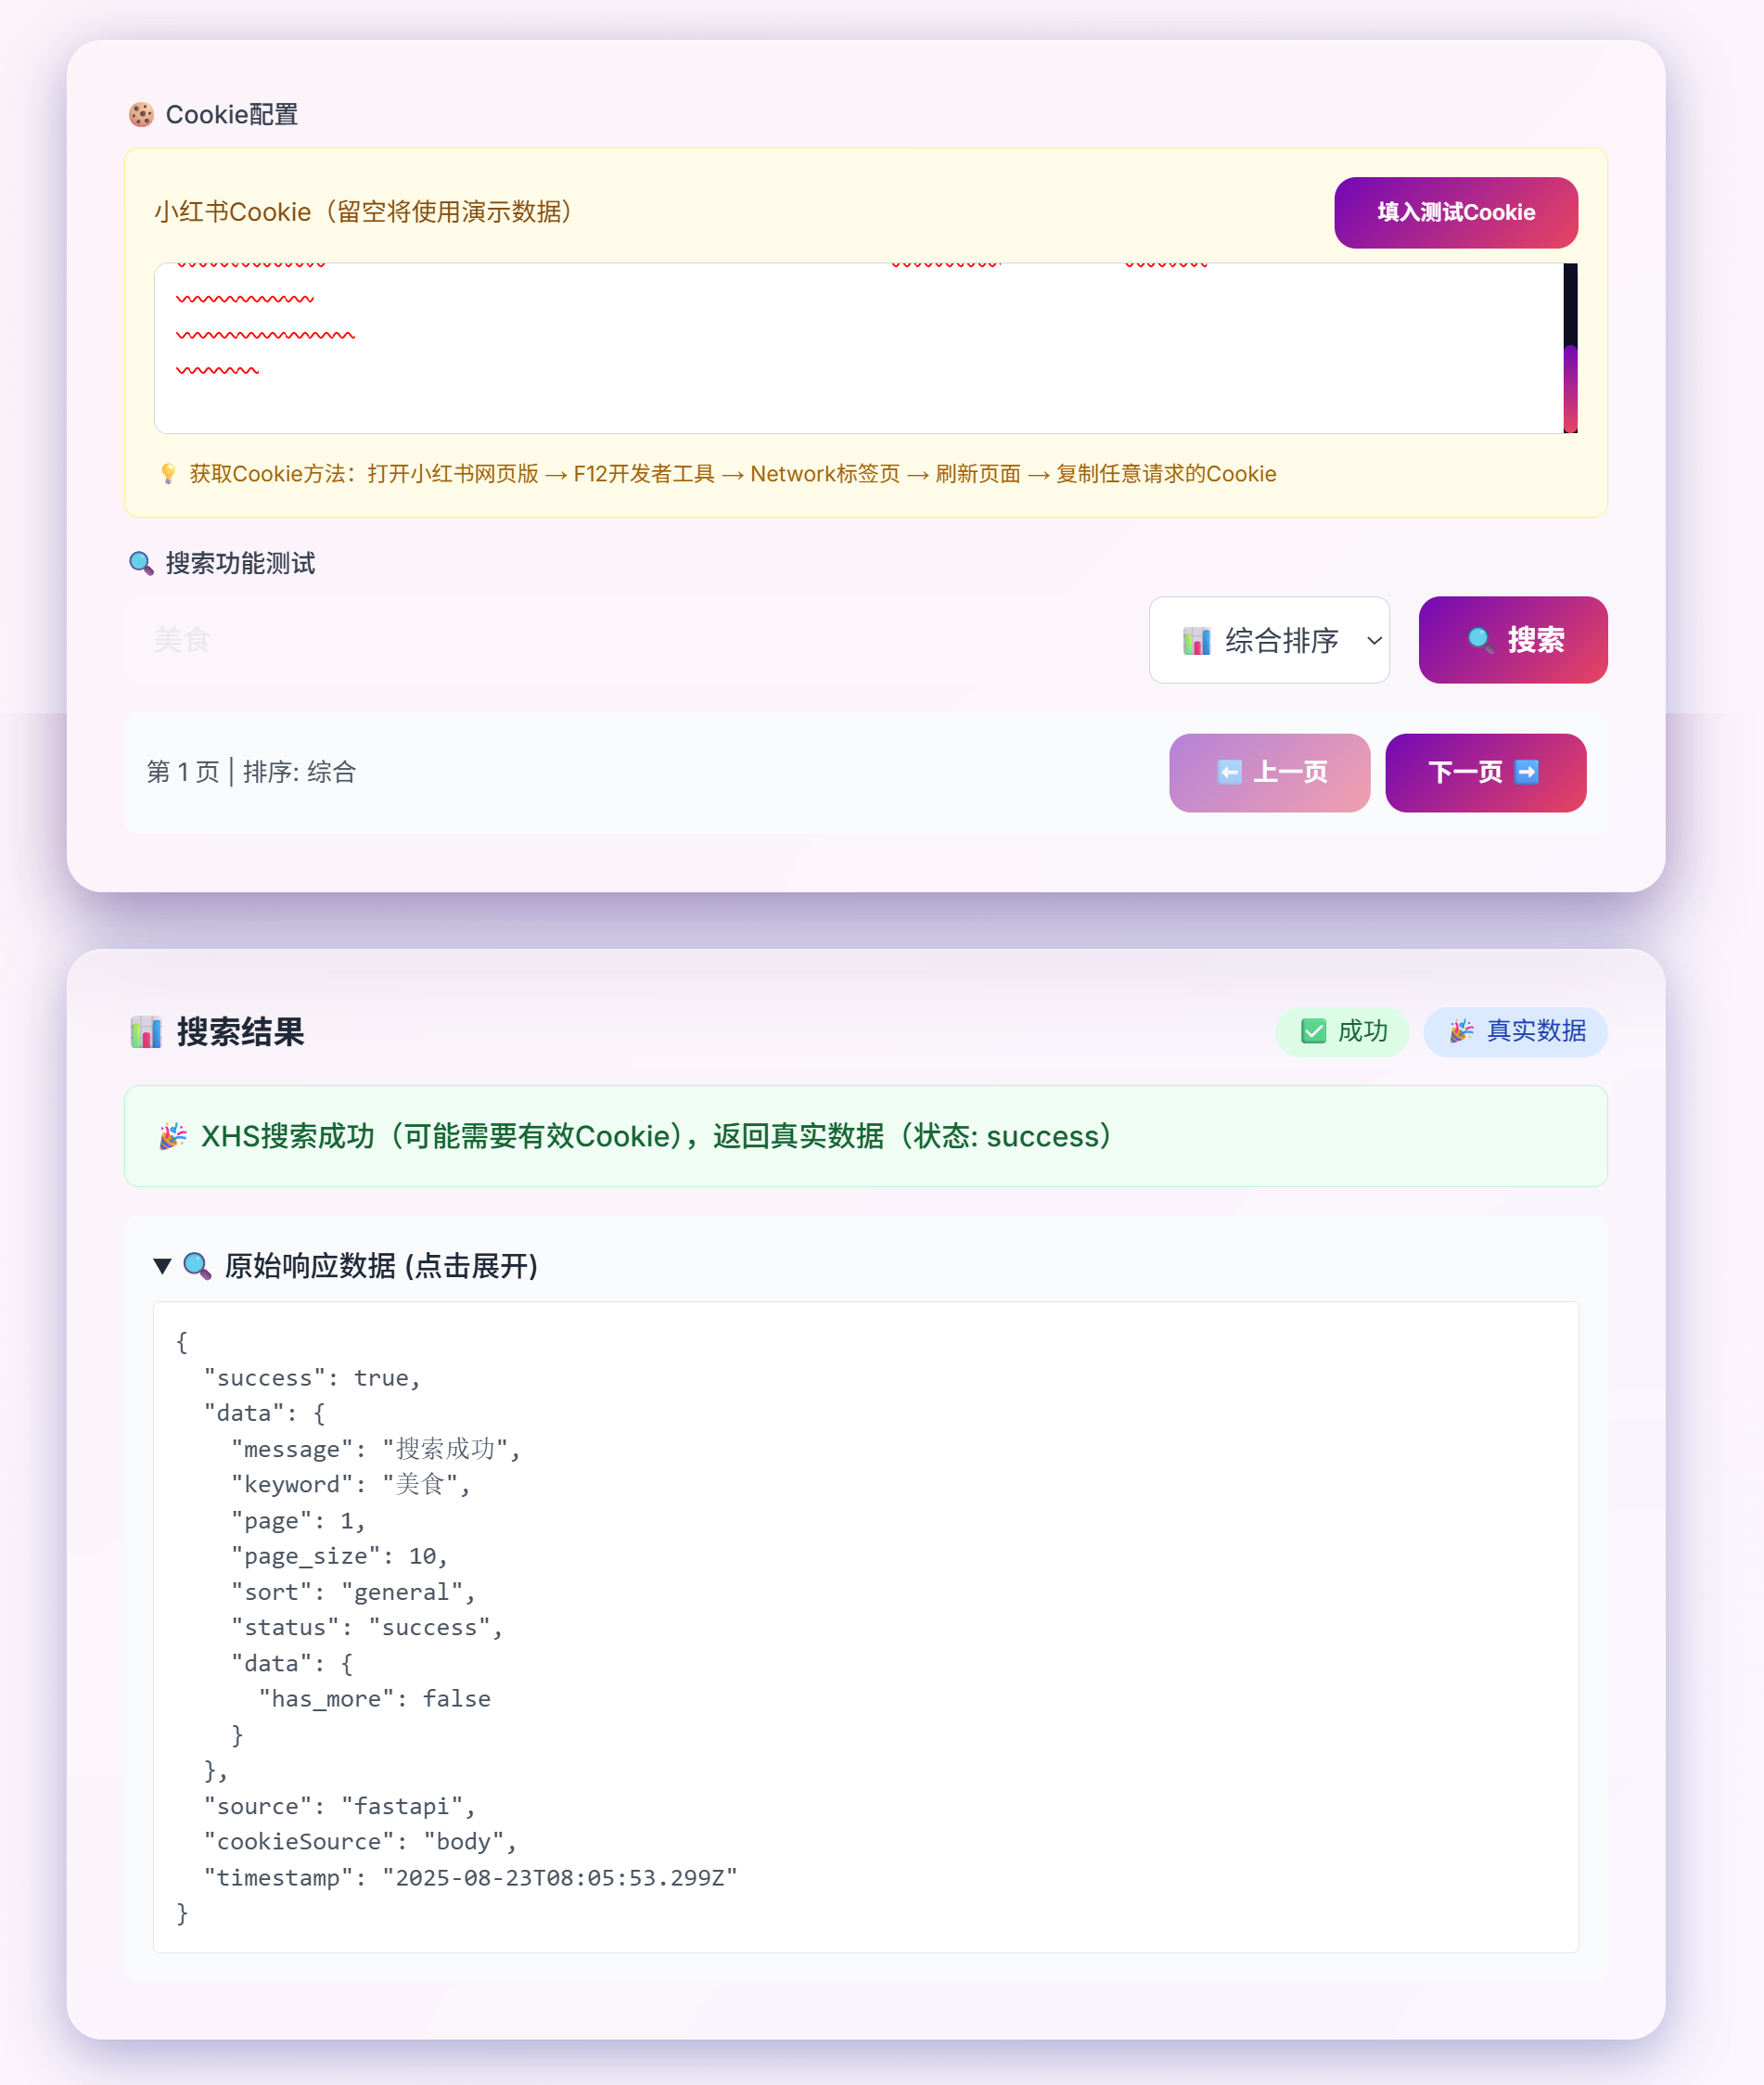 🍪 Cookie配置
小红书Cookie（留空将使用演示数据）
填入测试Cookie
💡 获取Cookie方法：打开小红书网页版 → F12开发者工具 → Network标签页 → 刷新页面 → 复制任意请求的Cookie
🔍 搜索功能测试
美食
📊 综合排序
🔍 搜索
第 1 页 | 排序: 综合
⬅️ 上一页
下一页 ➡️
📊 搜索结果
✅ 成功
🎉 真实数据
🎉 XHS搜索成功（可能需要有效Cookie），返回真实数据（状态: success）
▼ 🔍 原始响应数据 (点击展开)
{
  "success": true,
  "data": {
    "message": "搜索成功",
    "keyword": "美食",
    "page": 1,
    "page_size": 10,
    "sort": "general",
    "status": "success",
    "data": {
      "has_more": false
    }
  },
  "source": "fastapi",
  "cookieSource": "body",
  "timestamp": "2025-08-23T08:05:53.299Z"
}